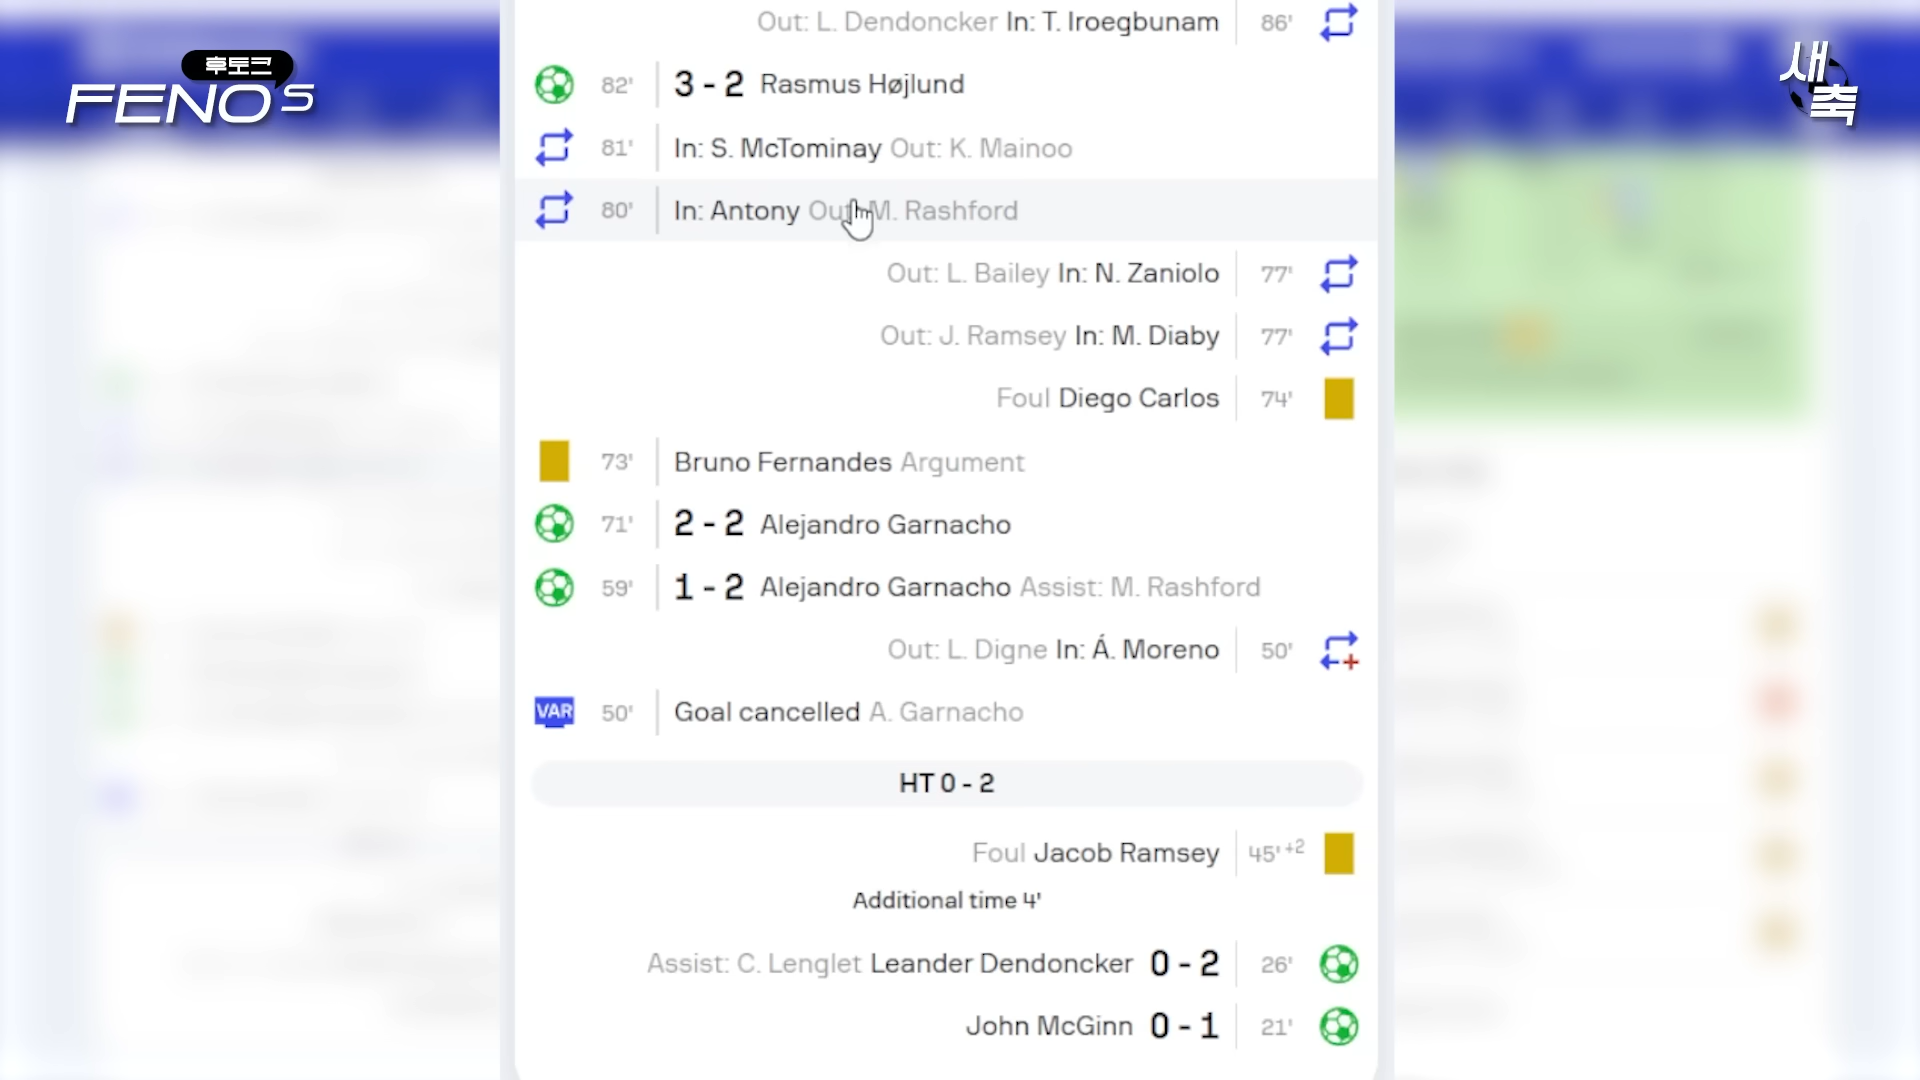 후토크
FENO S
새축
Out: L. Dendoncker In: T. Iroegbunam 86'
82' 3 - 2 Rasmus Højlund
81' In: S. McTominay Out: K. Mainoo
80' In: Antony Out: M. Rashford
Out: L. Bailey In: N. Zaniolo 77'
Out: J. Ramsey In: M. Diaby 77'
Foul Diego Carlos 74'
73' Bruno Fernandes Argument
71' 2 - 2 Alejandro Garnacho
59' 1 - 2 Alejandro Garnacho Assist: M. Rashford
Out: L. Digne In: Á. Moreno 50'
VAR 50' Goal cancelled A. Garnacho
HT 0 - 2
Foul Jacob Ramsey 45'+2
Additional time 4'
Assist: C. Lenglet Leander Dendoncker 0 - 2 26'
John McGinn 0 - 1 21'